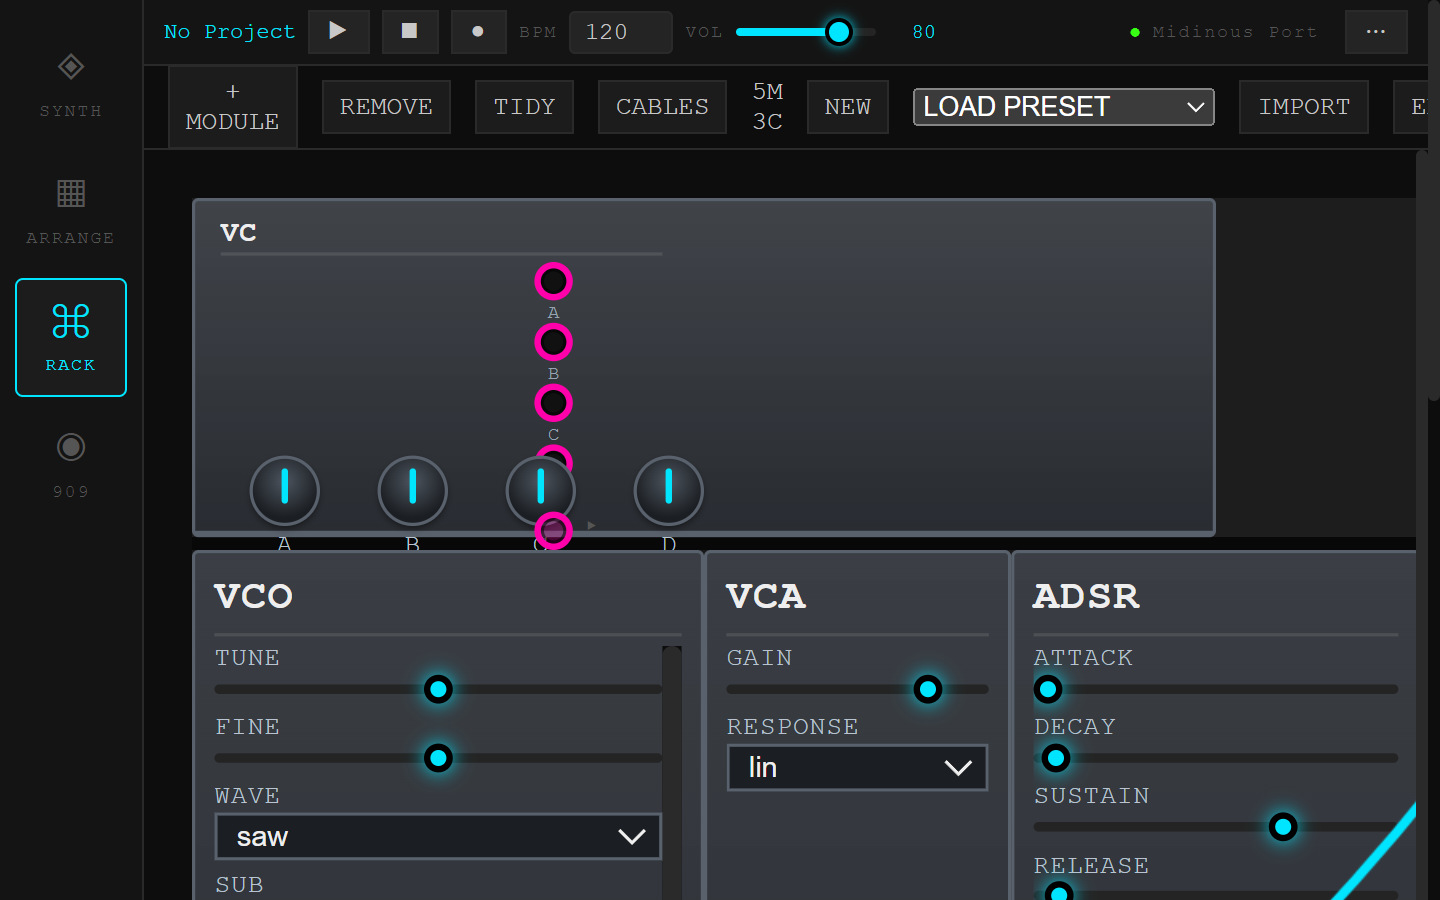 No Project
BPM 120 VOL 80
Midinous Port
...
SYNTH
ARRANGE
RACK
909
+
MODULE
REMOVE
TIDY
CABLES
5M
3C
NEW
LOAD PRESET
IMPORT
VC
A
B
C
A B D
VCO
TUNE
FINE
WAVE
saw
SUB
VCA
GAIN
RESPONSE
lin
ADSR
ATTACK
DECAY
SUSTAIN
RELEASE